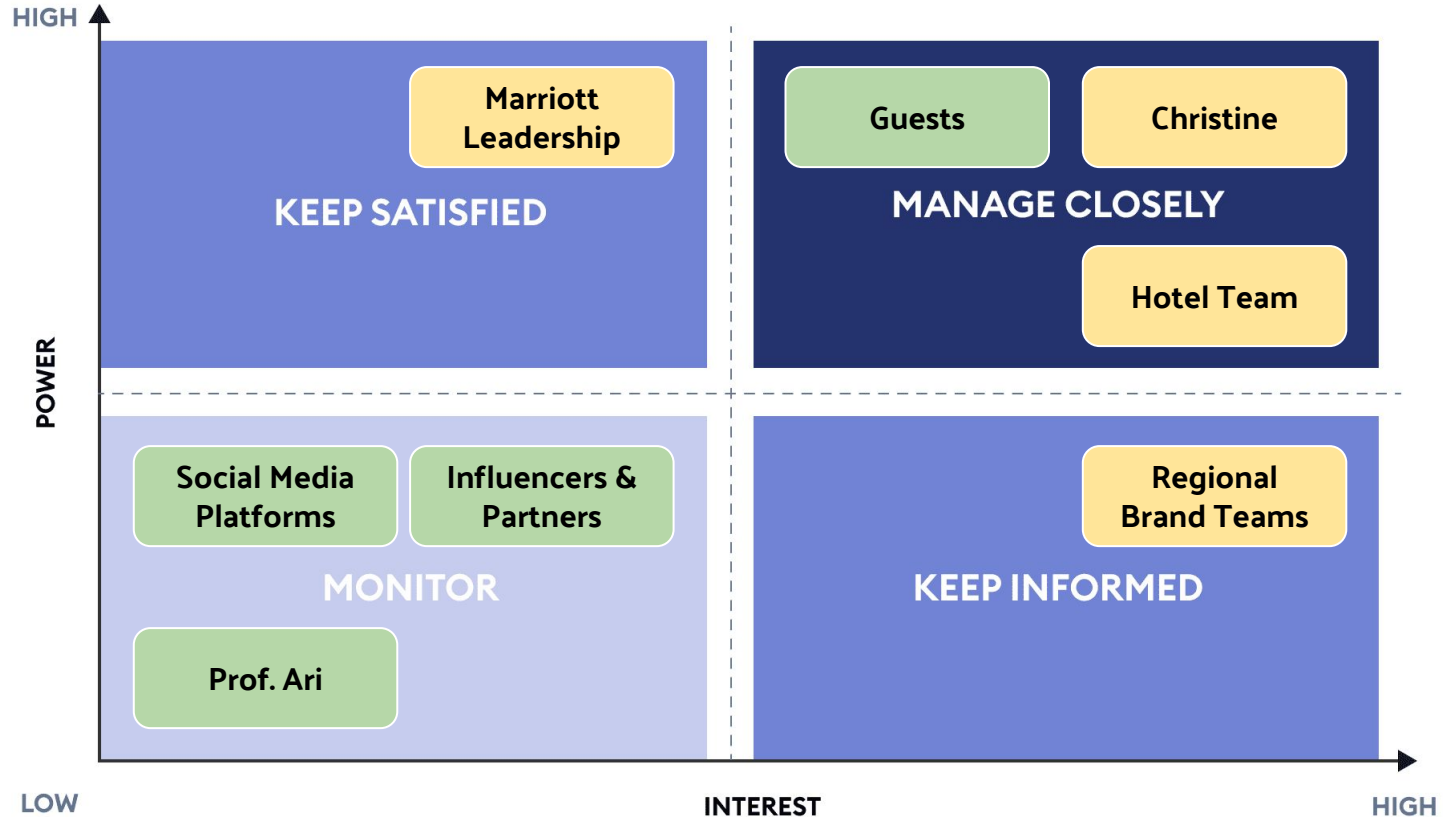 HIGH
Marriott
Leadership
Guests
Christine
KEEP SATISFIED
MANAGE CLOSELY
Hotel Team
POWER
Social Media
Platforms
Influencers &
Partners
Regional
Brand Teams
MONITOR
KEEP INFORMED
Prof. Ari
LOW
INTEREST
HIGH